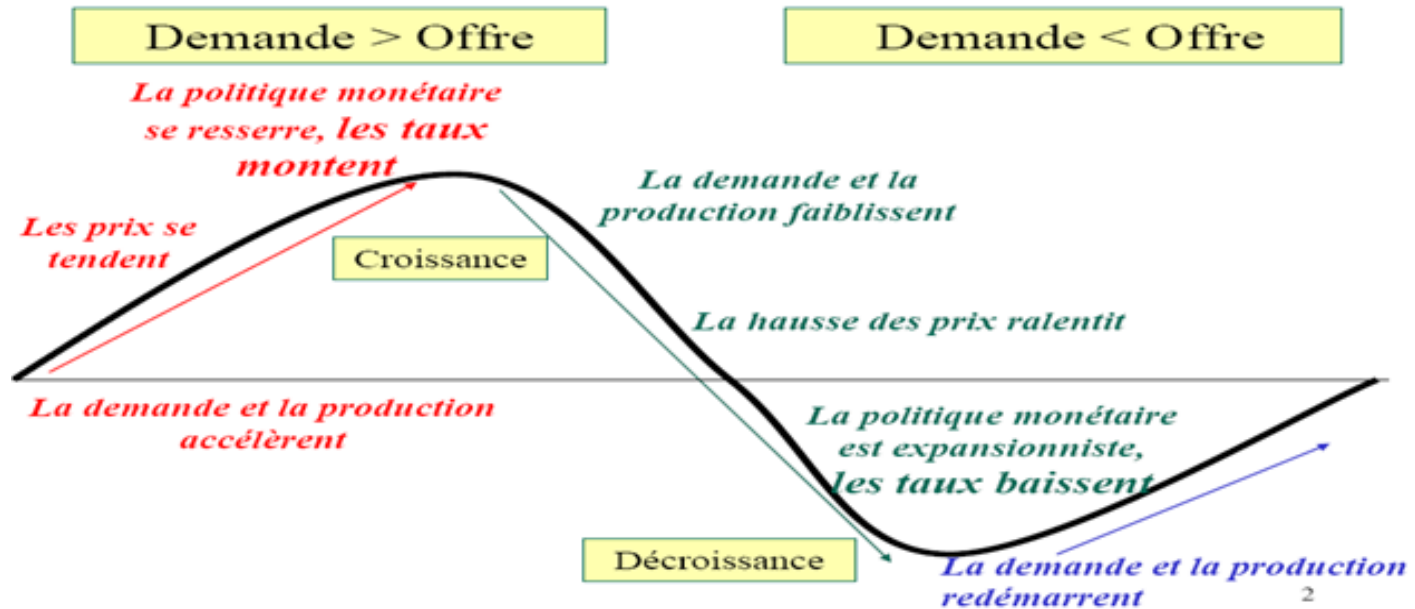 Demande > Offre
Demande < Offre
La politique monétaire
se resserre, les taux
montent
Les prix se
tendent
Croissance
La demande et la
production faiblissent
La hausse des prix ralentit
La demande et la production
accélèrent
La politique monétaire
est expansionniste,
les taux baissent
Décroissance
La demande et la production
redémarrent
2